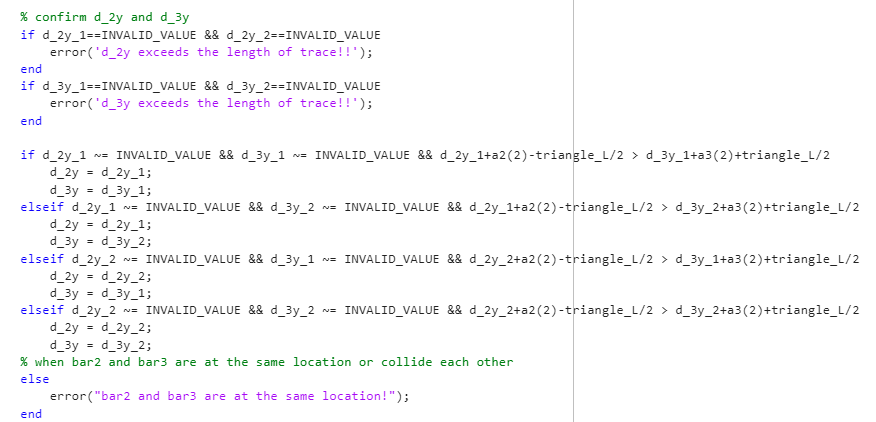 % confirm d_2y and d_3y
if d_2y_1==INVALID_VALUE && d_2y_2==INVALID_VALUE
    error('d_2y exceeds the length of trace!!');
end
if d_3y_1==INVALID_VALUE && d_3y_2==INVALID_VALUE
    error('d_3y exceeds the length of trace!!');
end

if d_2y_1 ~= INVALID_VALUE && d_3y_1 ~= INVALID_VALUE && d_2y_1+a2(2)-triangle_L/2 > d_3y_1+a3(2)+triangle_L/2
    d_2y = d_2y_1;
    d_3y = d_3y_1;
elseif d_2y_1 ~= INVALID_VALUE && d_3y_2 ~= INVALID_VALUE && d_2y_1+a2(2)-triangle_L/2 > d_3y_2+a3(2)+triangle_L/2
    d_2y = d_2y_1;
    d_3y = d_3y_2;
elseif d_2y_2 ~= INVALID_VALUE && d_3y_1 ~= INVALID_VALUE && d_2y_2+a2(2)-triangle_L/2 > d_3y_1+a3(2)+triangle_L/2
    d_2y = d_2y_2;
    d_3y = d_3y_1;
elseif d_2y_2 ~= INVALID_VALUE && d_3y_2 ~= INVALID_VALUE && d_2y_2+a2(2)-triangle_L/2 > d_3y_2+a3(2)+triangle_L/2
    d_2y = d_2y_2;
    d_3y = d_3y_2;
% when bar2 and bar3 are at the same location or collide each other
else
    error("bar2 and bar3 are at the same location!");
end